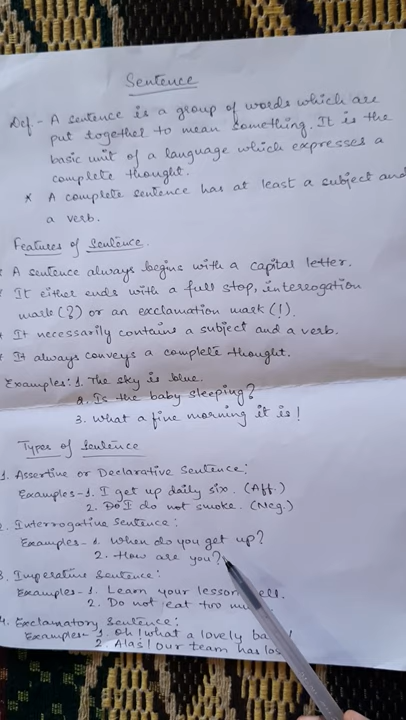 Sentence
Def - A sentence is a group of words which are
put together to mean something. It is the
basic unit of a language which expresses a
complete thought.
* A complete sentence has at least a subject and
a verb.
Features of Sentence.
* A sentence always begins with a capital letter.
* It either ends with a full stop, interrogation
mark (?) or an exclamation mark (!).
* It necessarily contains a subject and a verb.
* It always conveys a complete thought.
Examples: 1. The sky is blue.
2. Is the baby sleeping?
3. What a fine morning it is!
Types of Sentence
1. Assertive or Declarative Sentence:
Examples - 1. I get up daily six. (Aff.)
2. I do not smoke. (Neg.)
2. Interrogative Sentence:
Examples - 1. When do you get up?
2. How are you?
3. Imperative Sentence:
Examples - 1. Learn your lesson
2. Do not eat too
4. Exclamatory Sentence:
Examples - 1. Oh! what a lovely
2. Alas! Our team has